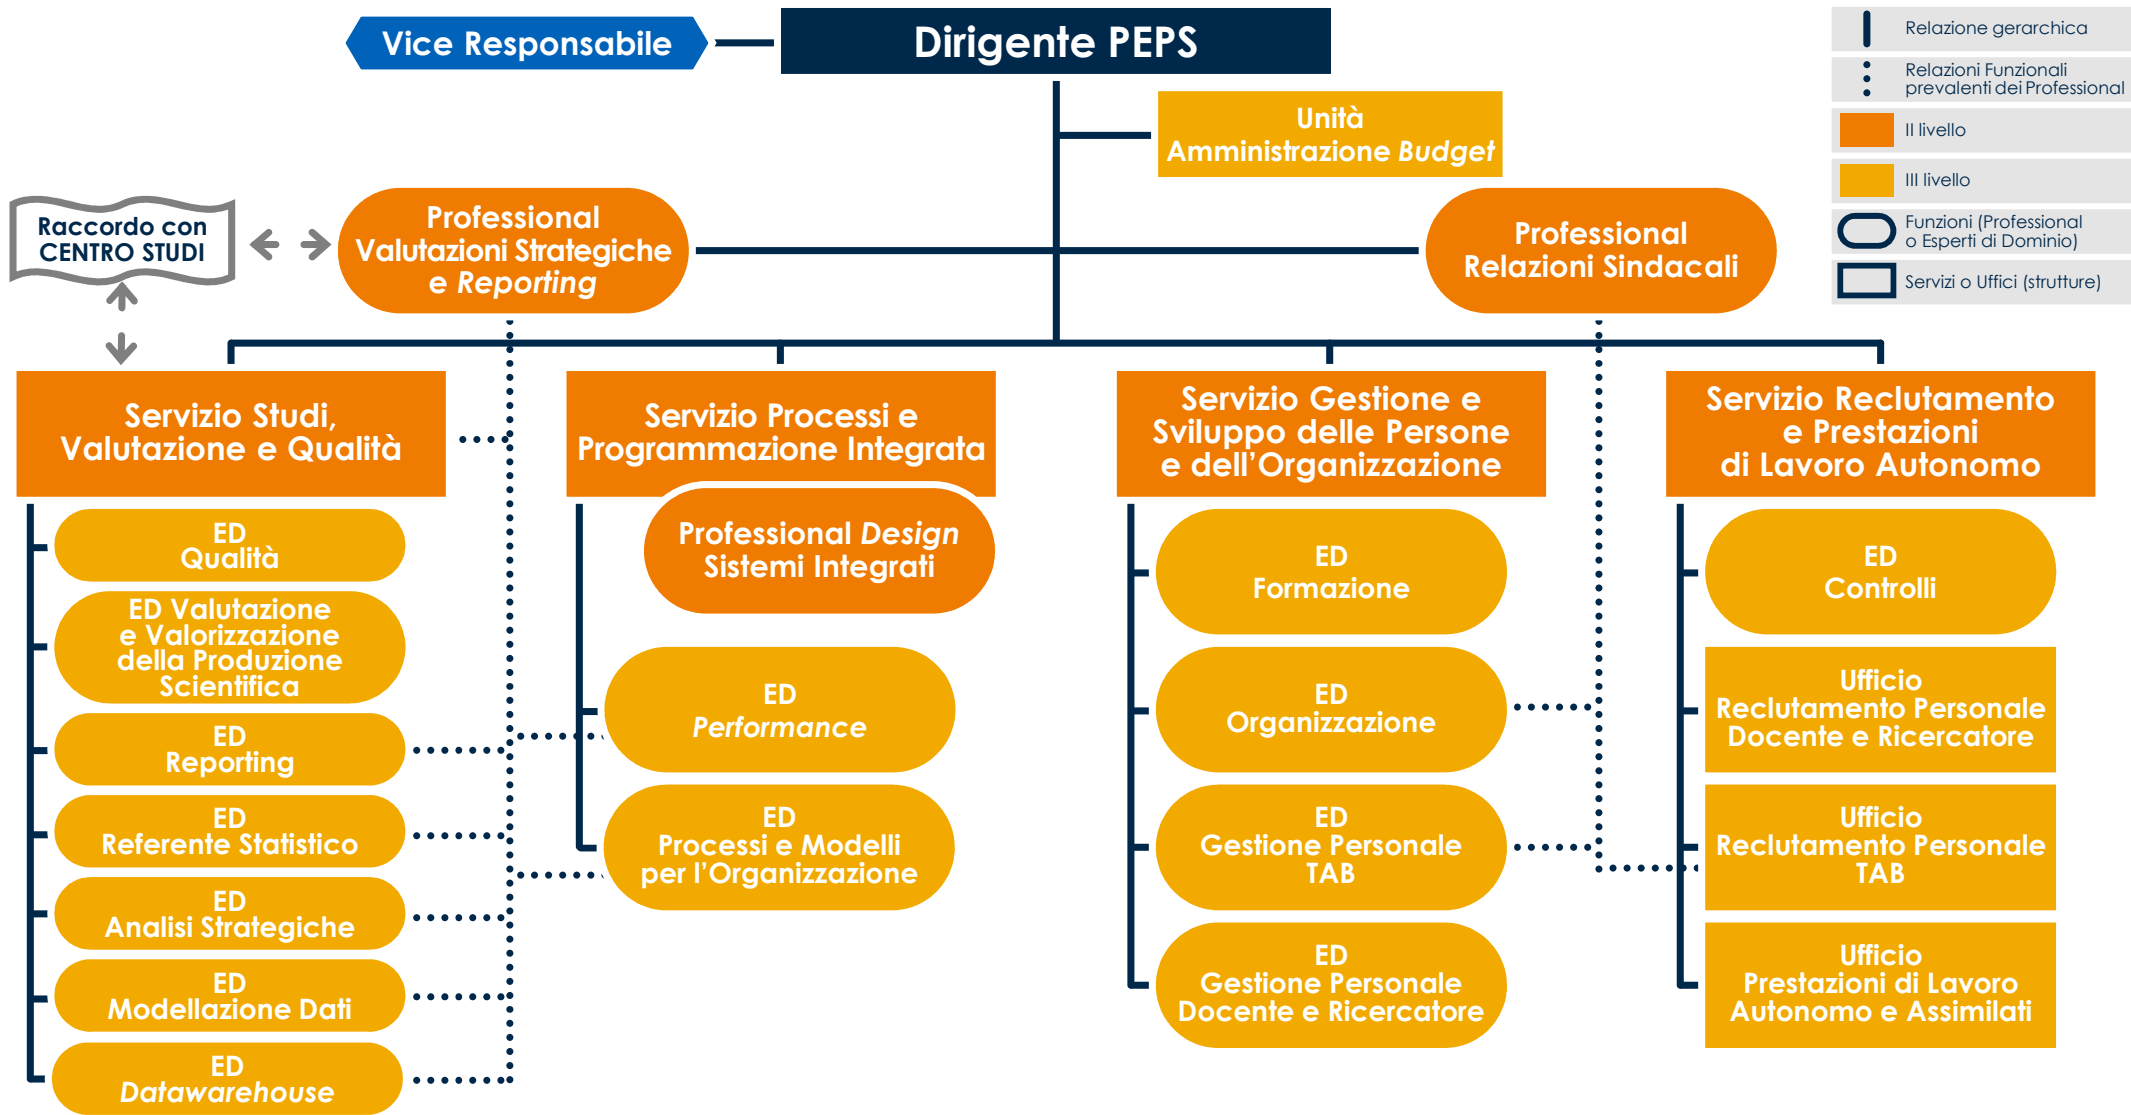 Vice Responsabile
Dirigente PEPS
Unità
Amministrazione Budget
Relazione gerarchica
Relazioni Funzionali
prevalenti dei Professional
II livello
III livello
Funzioni (Professional
o Esperti di Dominio)
Servizi o Uffici (strutture)
Raccordo con
CENTRO STUDI
Professional
Valutazioni Strategiche
e Reporting
Professional
Relazioni Sindacali
Servizio Studi,
Valutazione e Qualità
ED
Qualità
ED Valutazione
e Valorizzazione
della Produzione
Scientifica
ED
Reporting
ED
Referente Statistico
ED
Analisi Strategiche
ED
Modellazione Dati
ED
Datawarehouse
Servizio Processi e
Programmazione Integrata
Professional Design
Sistemi Integrati
ED
Performance
ED
Processi e Modelli
per l'Organizzazione
Servizio Gestione e
Sviluppo delle Persone
e dell'Organizzazione
ED
Formazione
ED
Organizzazione
ED
Gestione Personale
TAB
ED
Gestione Personale
Docente e Ricercatore
Servizio Reclutamento
e Prestazioni
di Lavoro Autonomo
ED
Controlli
Ufficio
Reclutamento Personale
Docente e Ricercatore
Ufficio
Reclutamento Personale
TAB
Ufficio
Prestazioni di Lavoro
Autonomo e Assimilati